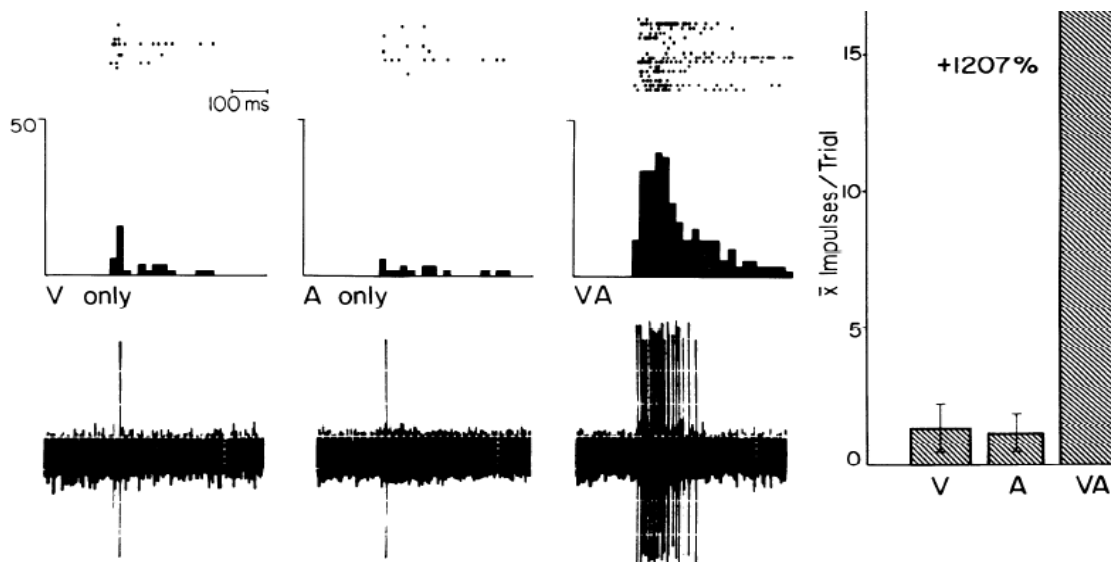 100 ms
50
V only
A only
VA
+1207%
x̄ Impulses/Trial
15
10
5
0
V
A
VA